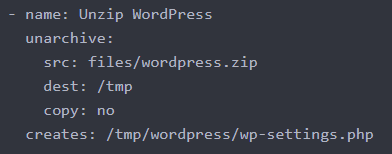 - name: Unzip WordPress
  unarchive:
    src: files/wordpress.zip
    dest: /tmp
    copy: no
  creates: /tmp/wordpress/wp-settings.php